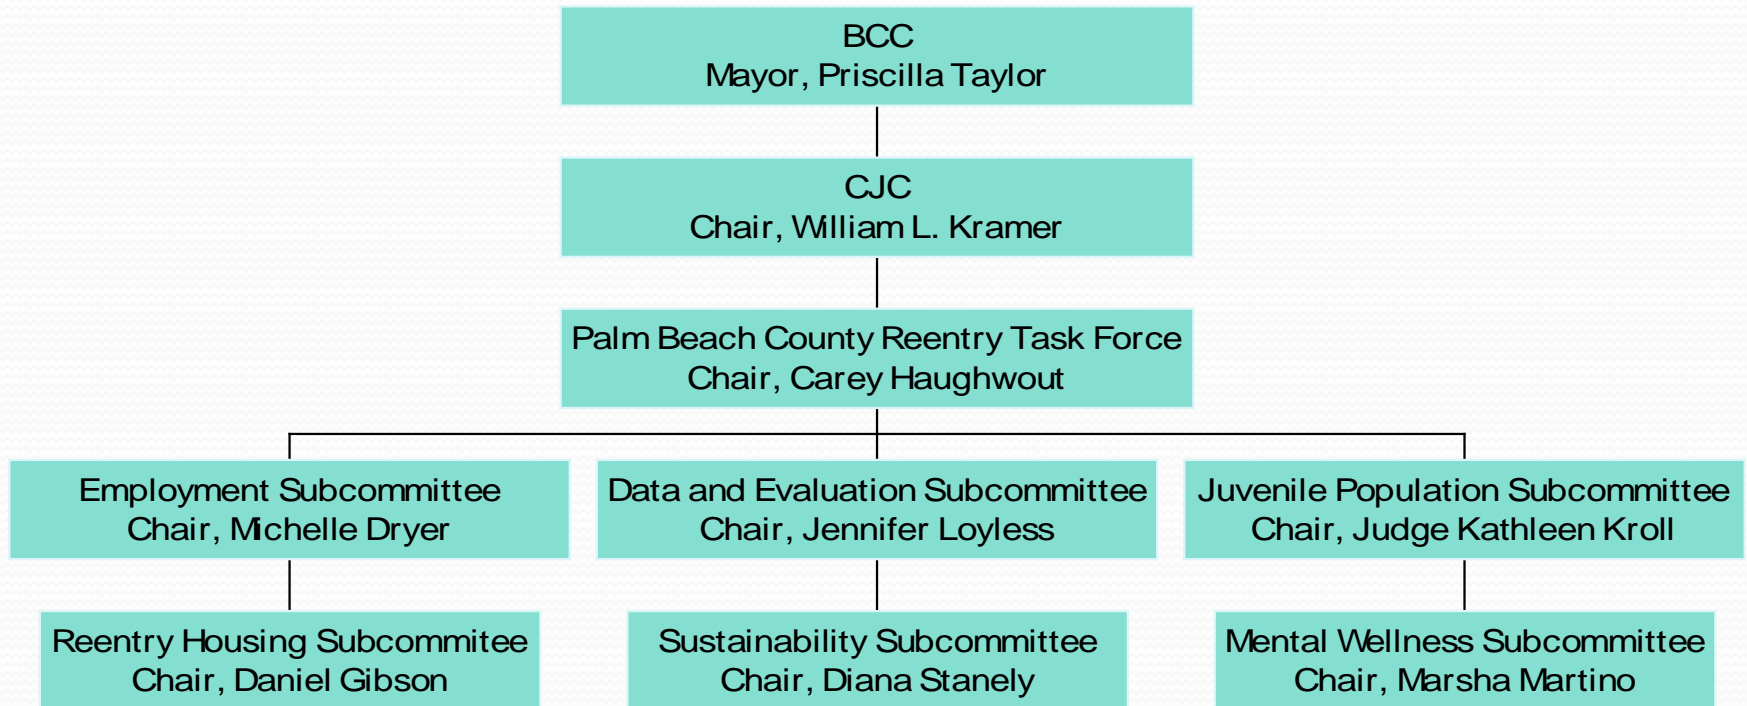 BCC
Mayor, Priscilla Taylor
CJC
Chair, William L. Kramer
Palm Beach County Reentry Task Force
Chair, Carey Haughwout
Employment Subcommittee
Chair, Michelle Dryer
Data and Evaluation Subcommittee
Chair, Jennifer Loyless
Juvenile Population Subcommittee
Chair, Judge Kathleen Kroll
Reentry Housing Subcommitee
Chair, Daniel Gibson
Sustainability Subcommittee
Chair, Diana Stanely
Mental Wellness Subcommittee
Chair, Marsha Martino